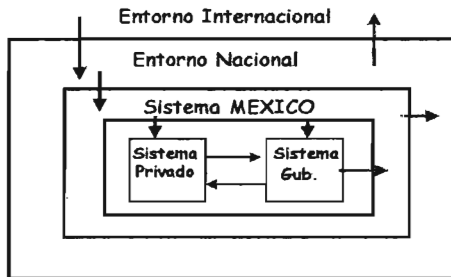 Entorno Internacional
Entorno Nacional
Sistema MEXICO
Sistema
Privado
Sistema
Gub.